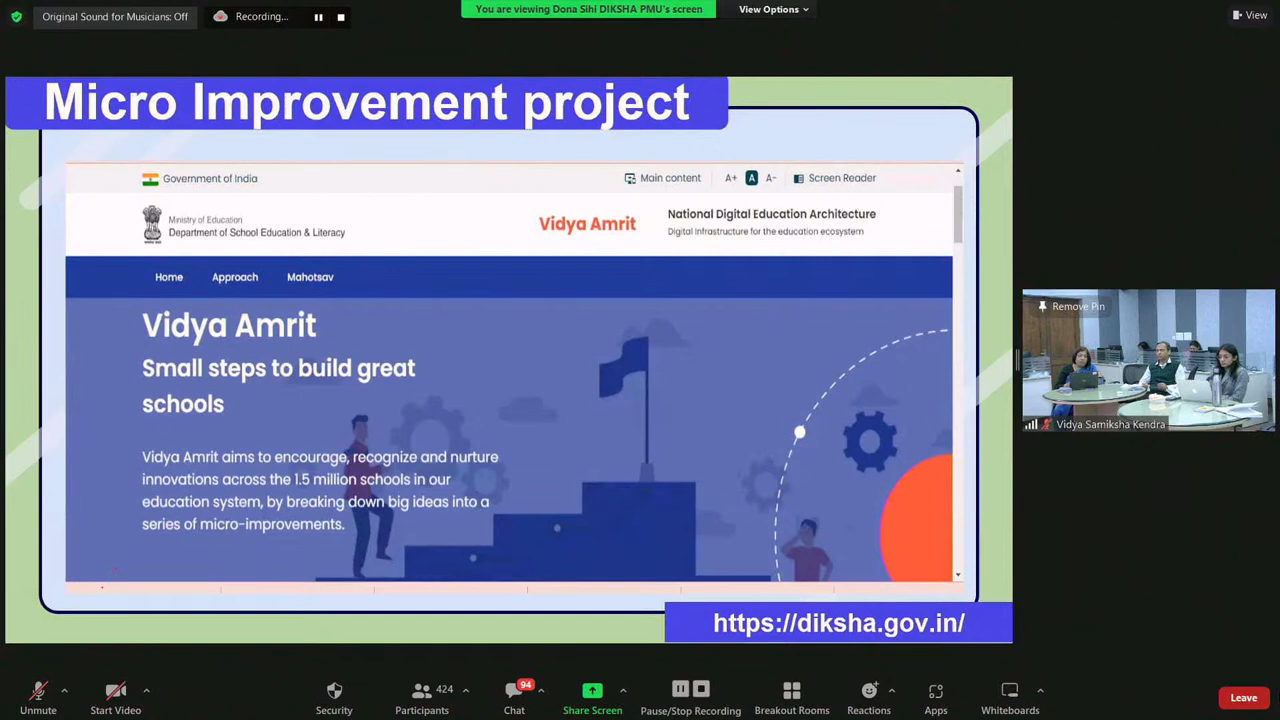 Original Sound for Musicians: Off
Recording...
You are viewing Dona Sihi DIKSHA PMU's screen
View Options
View
Micro Improvement project
Government of India
Main content
A+
A
A-
Screen Reader
Ministry of Education
Department of School Education & Literacy
Vidya Amrit
National Digital Education Architecture
Digital infrastructure for the education ecosystem
Home
Approach
Mahotsav
Vidya Amrit
Small steps to build great
schools
Vidya Amrit aims to encourage, recognize and nurture
innovations across the 1.5 million schools in our
education system, by breaking down big ideas into a
series of micro-improvements.
https://diksha.gov.in/
Remove Pin
Vidya Samiksha Kendra
Unmute
Start Video
Security
424
Participants
94
Chat
Share Screen
Pause/Stop Recording
Breakout Rooms
Reactions
Apps
Whiteboards
Leave